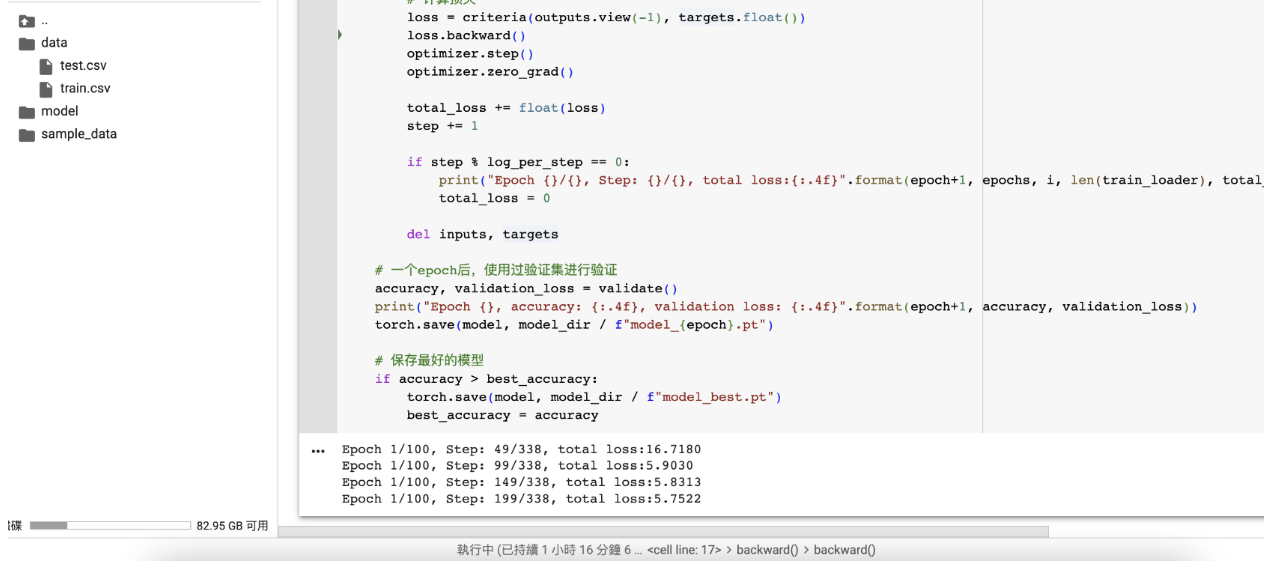 ..
data
test.csv
train.csv
model
sample_data
碟 82.95 GB 可用
# 计算损失
loss = criteria(outputs.view(-1), targets.float())
loss.backward()
optimizer.step()
optimizer.zero_grad()
total_loss += float(loss)
step += 1
if step % log_per_step == 0:
print("Epoch {}/{}, Step: {}/{}, total loss:{:.4f}".format(epoch+1, epochs, i, len(train_loader), total_
total_loss = 0
del inputs, targets
# 一个epoch后，使用过验证集进行验证
accuracy, validation_loss = validate()
print("Epoch {}, accuracy: {:.4f}, validation loss: {:.4f}".format(epoch+1, accuracy, validation_loss))
torch.save(model, model_dir / f"model_{epoch}.pt")
# 保存最好的模型
if accuracy > best_accuracy:
torch.save(model, model_dir / f"model_best.pt")
best_accuracy = accuracy
Epoch 1/100, Step: 49/338, total loss:16.7180
Epoch 1/100, Step: 99/338, total loss:5.9030
Epoch 1/100, Step: 149/338, total loss:5.8313
Epoch 1/100, Step: 199/338, total loss:5.7522
執行中 (已持續 1 小時 16 分鐘 6 ... <cell line: 17> > backward() > backward()